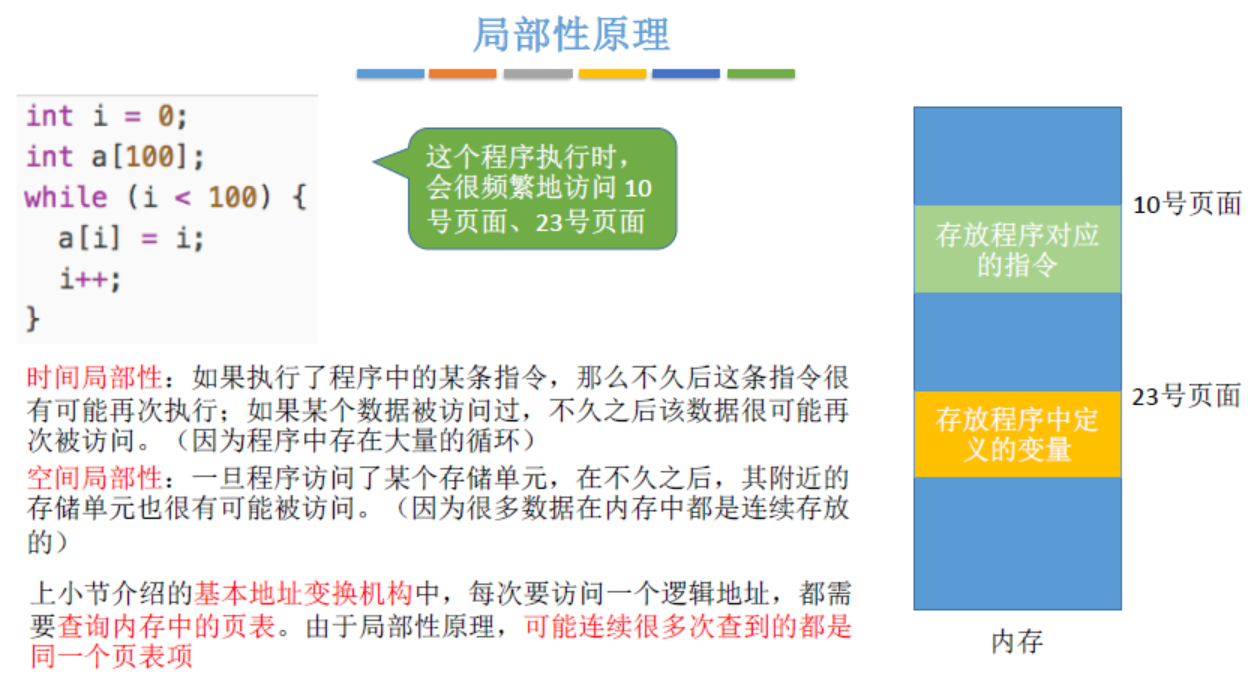 局部性原理
int i = 0;
int a[100];
while (i < 100) {
  a[i] = i;
  i++;
}
这个程序执行时，
会很频繁地访问 10
号页面、23号页面
时间局部性：如果执行了程序中的某条指令，那么不久后这条指令很
有可能再次执行；如果某个数据被访问过，不久之后该数据很可能再
次被访问。（因为程序中存在大量的循环）
空间局部性：一旦程序访问了某个存储单元，在不久之后，其附近的
存储单元也很有可能被访问。（因为很多数据在内存中都是连续存放
的）
上小节介绍的基本地址变换机构中，每次要访问一个逻辑地址，都需
要查询内存中的页表。由于局部性原理，可能连续很多次查到的都是
同一个页表项
10号页面
存放程序对应
的指令
23号页面
存放程序中定
义的变量
内存